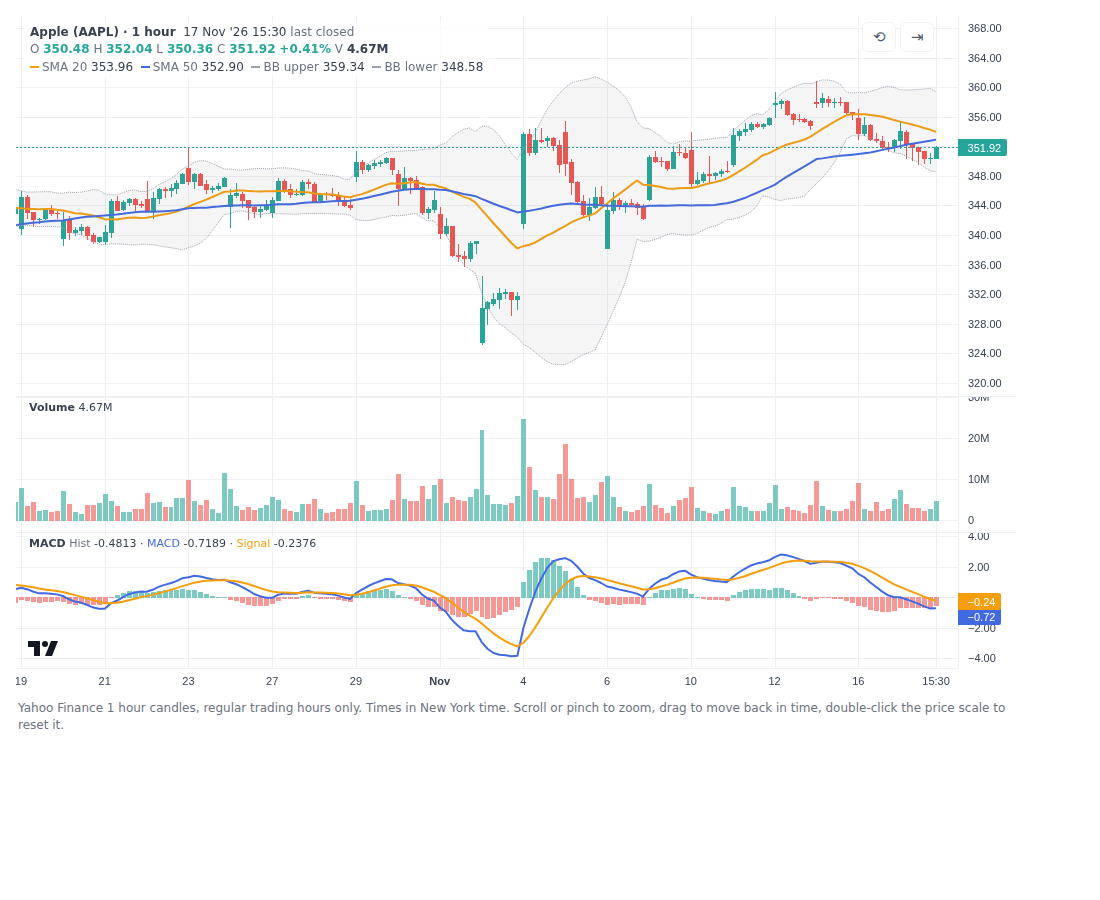 Apple (AAPL) · 1 hour 17 Nov '26 15:30 last closed
O 350.48 H 352.04 L 350.36 C 351.92 +0.41% V 4.67M
SMA 20 353.96 SMA 50 352.90 BB upper 359.34 BB lower 348.58
⟲
⇥
368.00
364.00
360.00
356.00
351.92
348.00
344.00
340.00
336.00
332.00
328.00
324.00
320.00
Volume 4.67M
30M
20M
10M
0
MACD Hist -0.4813 · MACD -0.7189 · Signal -0.2376
4.00
2.00
−0.24
−0.72
−2.00
−4.00
19 21 23 27 29 Nov 4 6 10 12 16 15:30
Yahoo Finance 1 hour candles, regular trading hours only. Times in New York time. Scroll or pinch to zoom, drag to move back in time, double-click the price scale to
reset it.